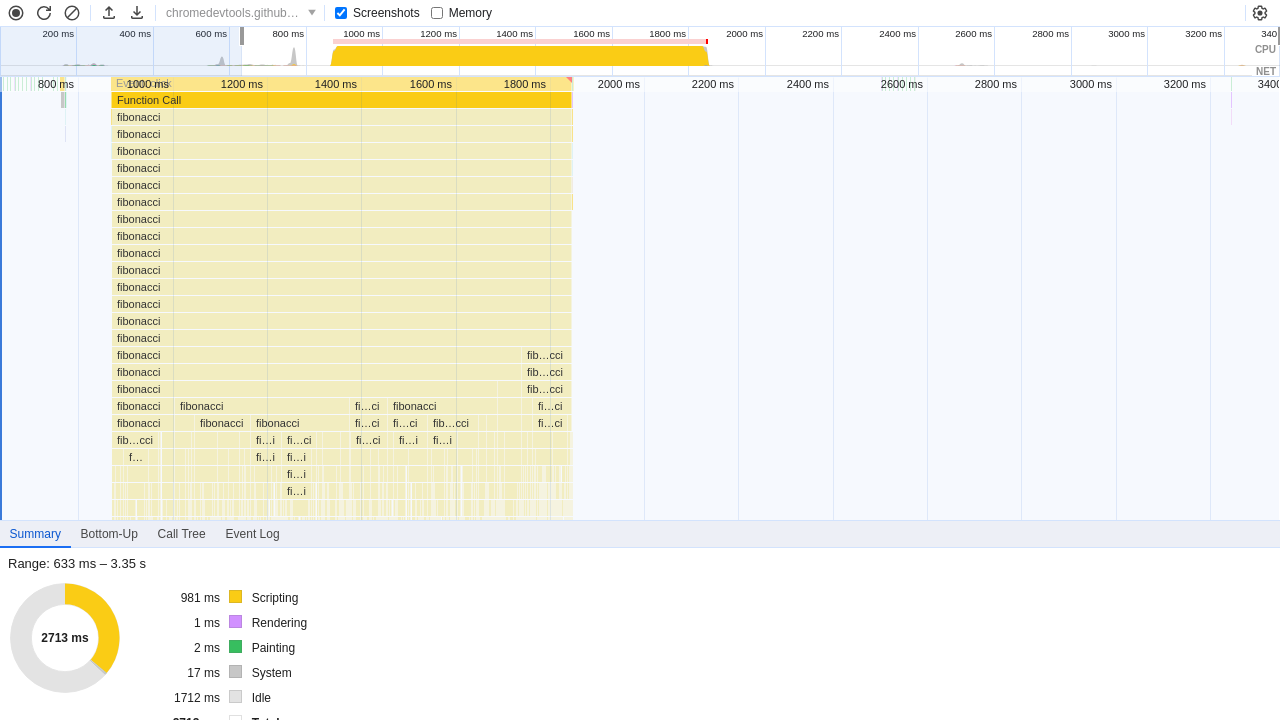 chromedevtools.github… Screenshots Memory
200 ms 400 ms 600 ms 800 ms 1000 ms 1200 ms 1400 ms 1600 ms 1800 ms 2000 ms 2200 ms 2400 ms 2600 ms 2800 ms 3000 ms 3200 ms 340
CPU
NET
800 ms 1000 ms 1200 ms 1400 ms 1600 ms 1800 ms 2000 ms 2200 ms 2400 ms 2600 ms 2800 ms 3000 ms 3200 ms 3400
Function Call
fibonacci
fibonacci
fibonacci
fibonacci
fibonacci
fibonacci
fibonacci
fibonacci
fibonacci
fibonacci
fibonacci
fibonacci
fibonacci
fibonacci
fibonacci fib…cci
fibonacci fib…cci
fibonacci fib…cci
fibonacci fibonacci fi…ci fibonacci fi…ci
fibonacci fibonacci fibonacci fi…ci fi…ci fib…cci fi…ci
fib…cci fi…i fi…ci fi…ci fi…i fi…i
f… fi…i fi…i
fi…i
fi…i
Summary Bottom-Up Call Tree Event Log
Range: 633 ms – 3.35 s
2713 ms
981 ms Scripting
1 ms Rendering
2 ms Painting
17 ms System
1712 ms Idle